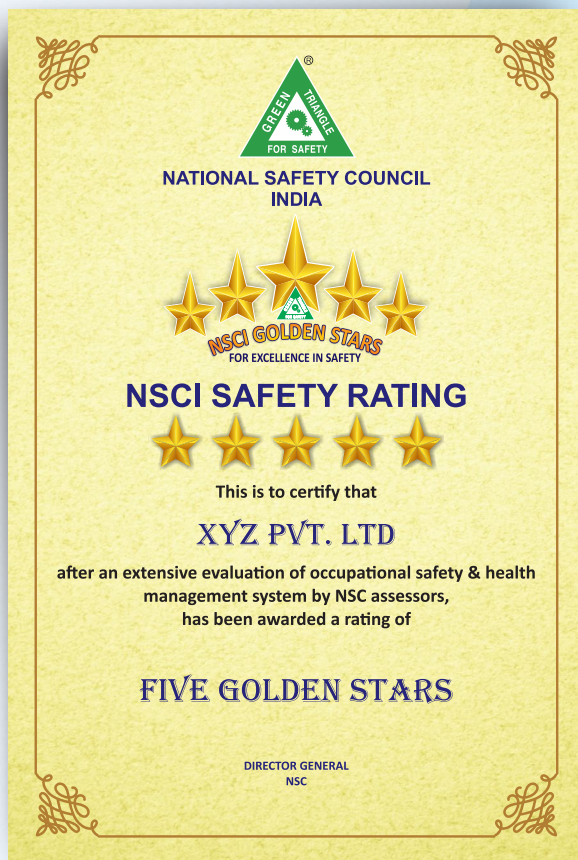 ®
GREEN TRIANGLE
FOR SAFETY
NATIONAL SAFETY COUNCIL
INDIA
FOR SAFETY
NSCI GOLDEN STARS
FOR EXCELLENCE IN SAFETY
NSCI SAFETY RATING
This is to certify that
XYZ PVT. LTD
after an extensive evaluation of occupational safety & health
management system by NSC assessors,
has been awarded a rating of
FIVE GOLDEN STARS
DIRECTOR GENERAL
NSC